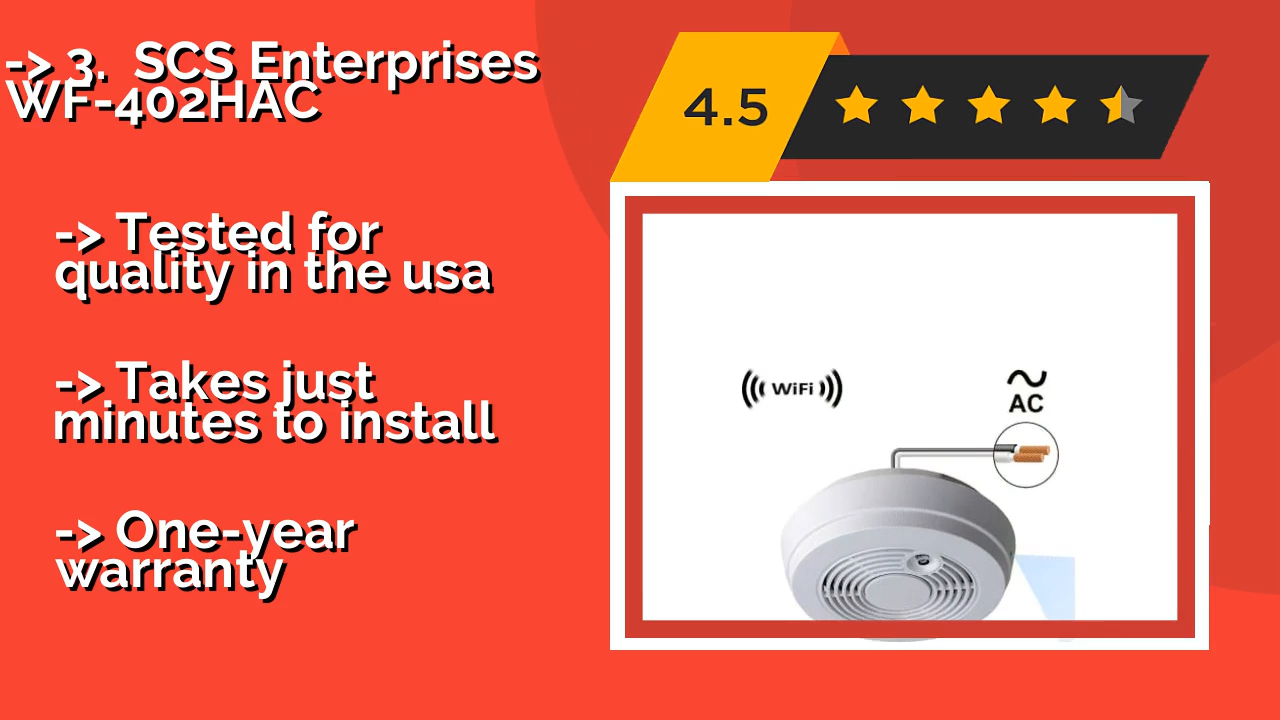 -> 3.  SCS Enterprises
WF-402HAC
4.5
-> Tested for
quality in the usa
-> Takes just
minutes to install
-> One-year
warranty
WiFi
AC